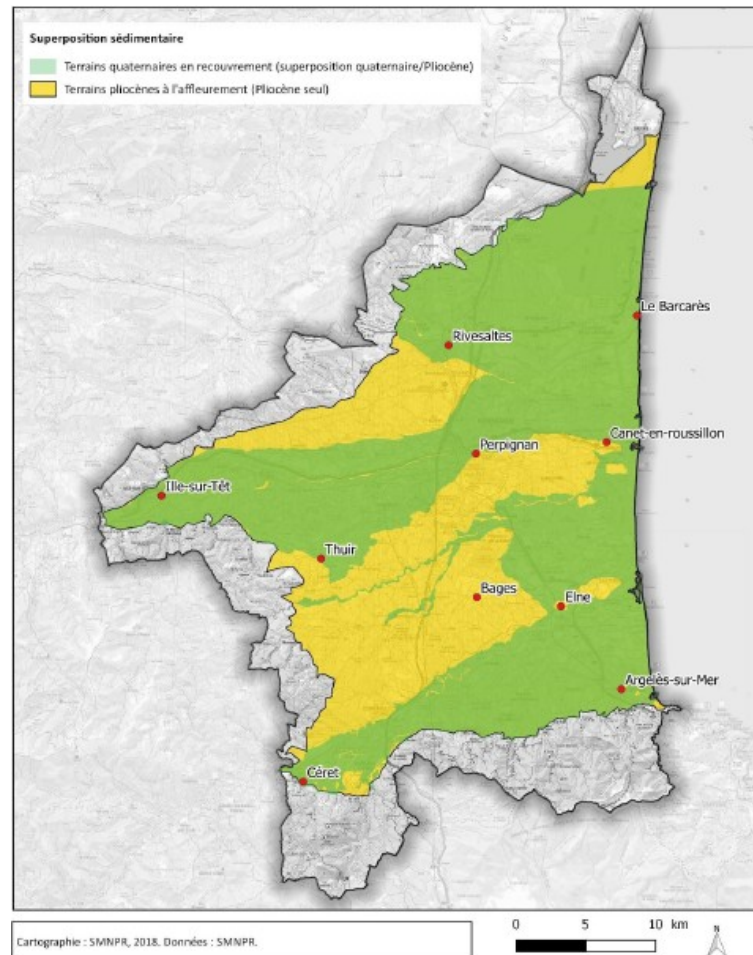 Superposition sédimentaire
Terrains quaternaires en recouvrement (superposition quaternaire/Pliocène)
Terrains pliocènes à l'affleurement (Pliocène seul)
Le Barcarès
Rivesaltes
Canet-en-roussillon
Perpignan
Ille-sur-Têt
Thuir
Bages
Elne
Argelès-sur-Mer
Céret
0 5 10 km
Cartographie : SMNPR, 2018. Données : SMNPR.
N